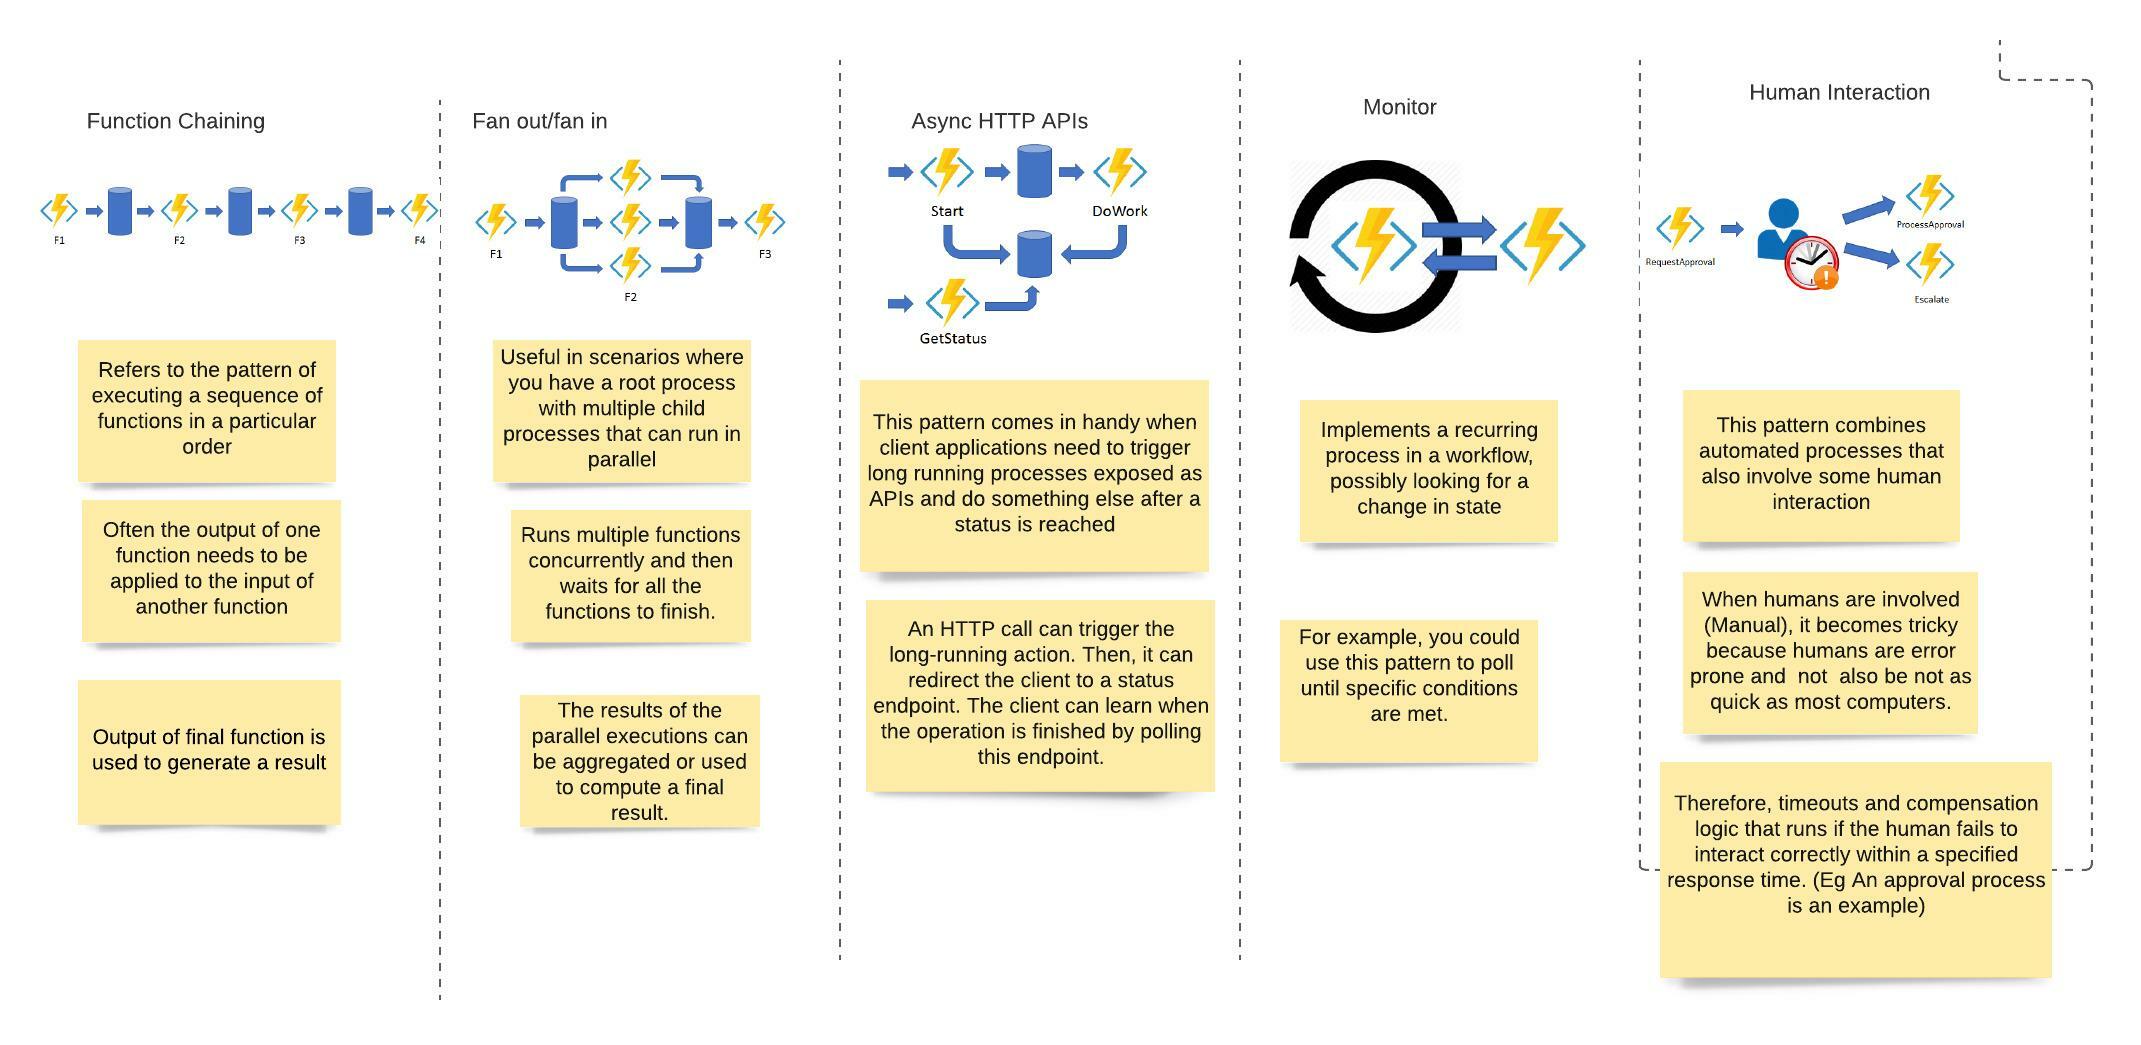 Function Chaining
F1
F2
F3
F4
Refers to the pattern of
executing a sequence of
functions in a particular
order
Often the output of one
function needs to be
applied to the input of
another function
Output of final function is
used to generate a result
Fan out/fan in
F1
F2
F3
Useful in scenarios where
you have a root process
with multiple child
processes that can run in
parallel
Runs multiple functions
concurrently and then
waits for all the
functions to finish.
The results of the
parallel executions can
be aggregated or used
to compute a final
result.
Async HTTP APIs
Start
DoWork
GetStatus
This pattern comes in handy when
client applications need to trigger
long running processes exposed as
APIs and do something else after a
status is reached
An HTTP call can trigger the
long-running action. Then, it can
redirect the client to a status
endpoint. The client can learn when
the operation is finished by polling
this endpoint.
Monitor
Implements a recurring
process in a workflow,
possibly looking for a
change in state
For example, you could
use this pattern to poll
until specific conditions
are met.
Human Interaction
RequestApproval
ProcessApproval
Escalate
This pattern combines
automated processes that
also involve some human
interaction
When humans are involved
(Manual), it becomes tricky
because humans are error
prone and  not  also be not as
quick as most computers.
Therefore, timeouts and compensation
logic that runs if the human fails to
interact correctly within a specified
response time. (Eg An approval process
is an example)